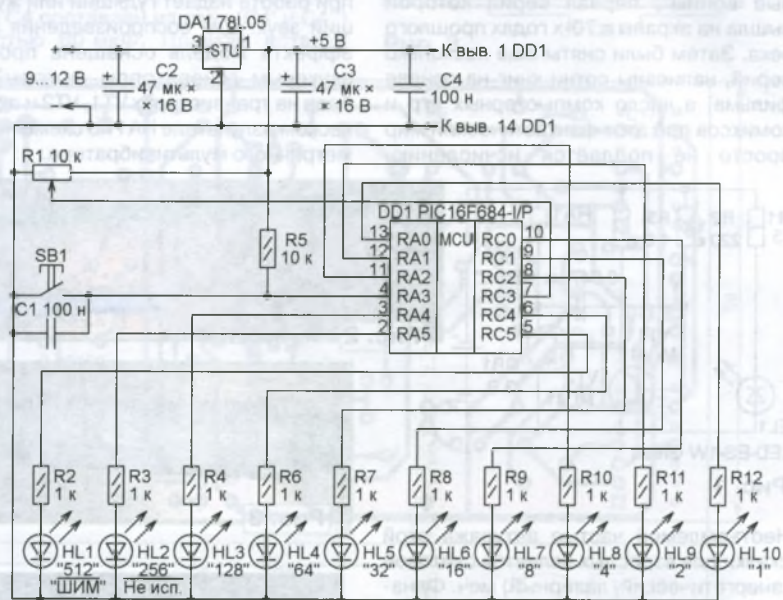 DA1 78L05
3 STU 1
+5 В
К выв. 1 DD1
9...12 В
2
+ C2
47 мк ×
× 16 В
+ C3
47 мк ×
× 16 В
C4
100 н
К выв. 14 DD1
R1 10 к
DD1 PIC16F684-I/P
R5
10 к
13 RA0 MCU RC0 10
12 RA1 RC1 9
11 RA2 RC2 8
4 RA3 RC3 7
3 RA4 RC4 6
2 RA5 RC5 5
SB1
C1 100 н
R2
1 к
R3
1 к
R4
1 к
R6
1 к
R7
1 к
R8
1 к
R9
1 к
R10
1 к
R11
1 к
R12
1 к
HL1
"512"
"ШИМ"
HL2
"256"
Не исп.
HL3
"128"
HL4
"64"
HL5
"32"
HL6
"16"
HL7
"8"
HL8
"4"
HL9
"2"
HL10
"1"